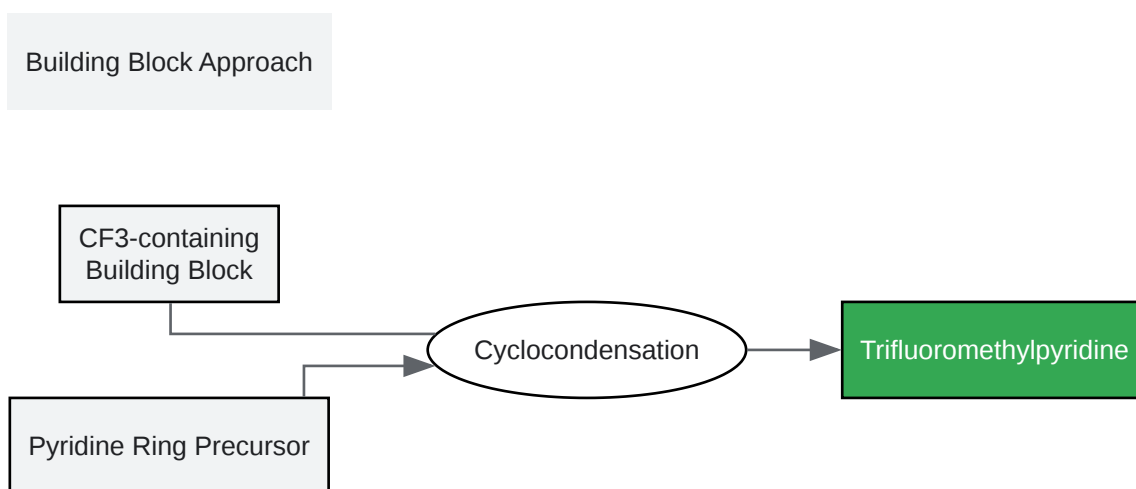 Building Block Approach
CF3-containing
Building Block
Cyclocondensation
Trifluoromethylpyridine
Pyridine Ring Precursor